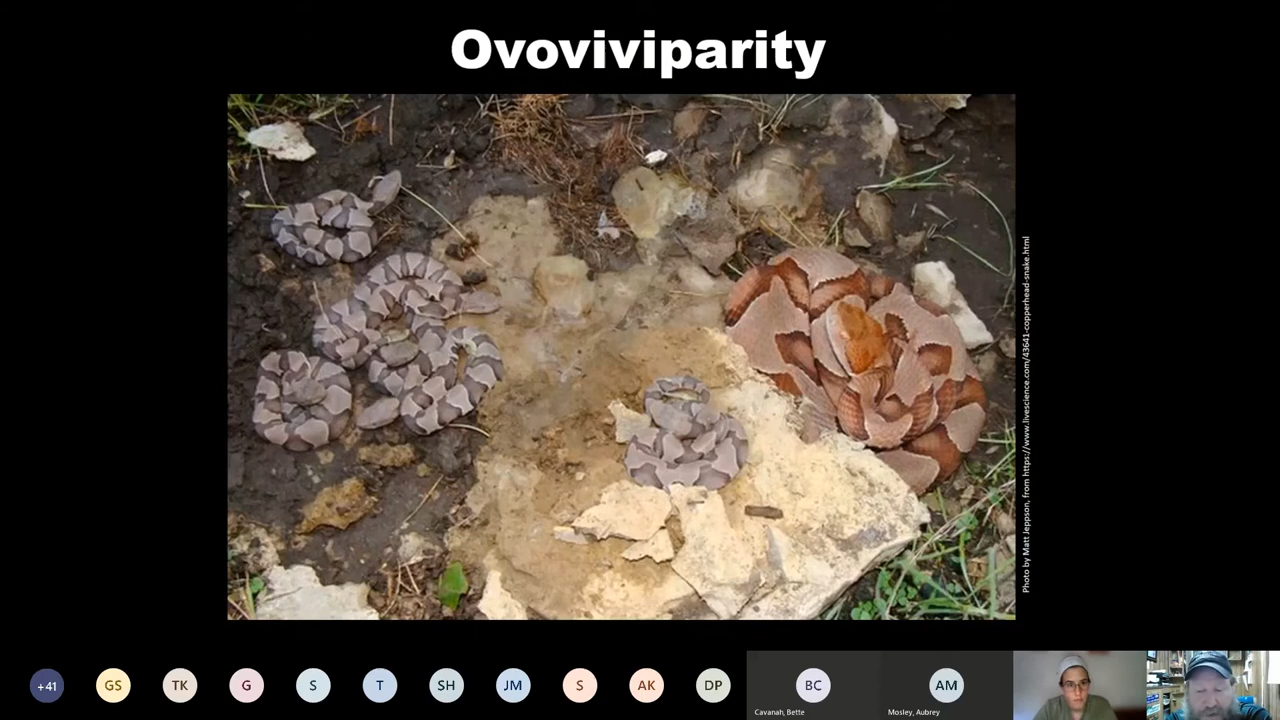 Ovoviviparity
Photo by Matt Jeppson, from https://www.livescience.com/43641-copperhead-snake.html
+41
GS
TK
G
S
T
SH
JM
S
AK
DP
BC
Cavanah, Bette
AM
Mosley, Aubrey